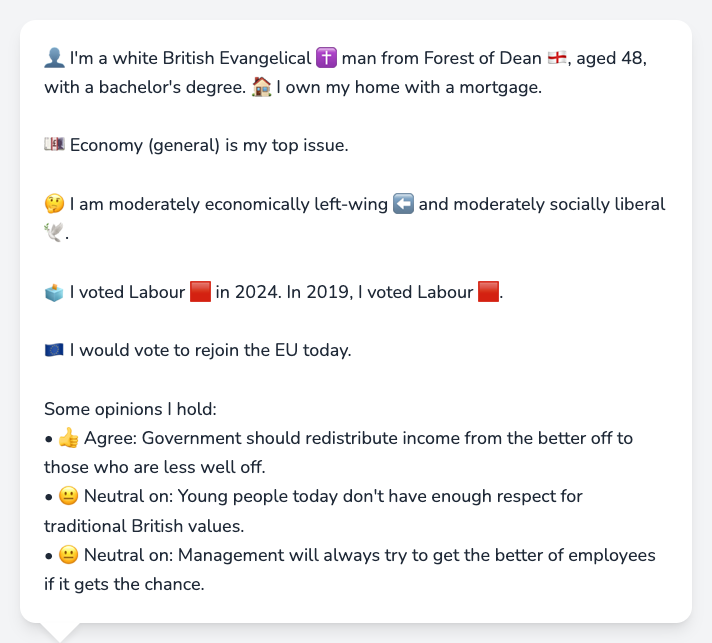 👤 I'm a white British Evangelical ✝️ man from Forest of Dean 🏴󠁧󠁢󠁥󠁮󠁧󠁿, aged 48,
with a bachelor's degree. 🏠 I own my home with a mortgage.
💷 Economy (general) is my top issue.
🤔 I am moderately economically left-wing ⬅️ and moderately socially liberal
🕊️.
🗳️ I voted Labour 🟥 in 2024. In 2019, I voted Labour 🟥.
🇪🇺 I would vote to rejoin the EU today.
Some opinions I hold:
• 👍 Agree: Government should redistribute income from the better off to
those who are less well off.
• 😐 Neutral on: Young people today don't have enough respect for
traditional British values.
• 😐 Neutral on: Management will always try to get the better of employees
if it gets the chance.